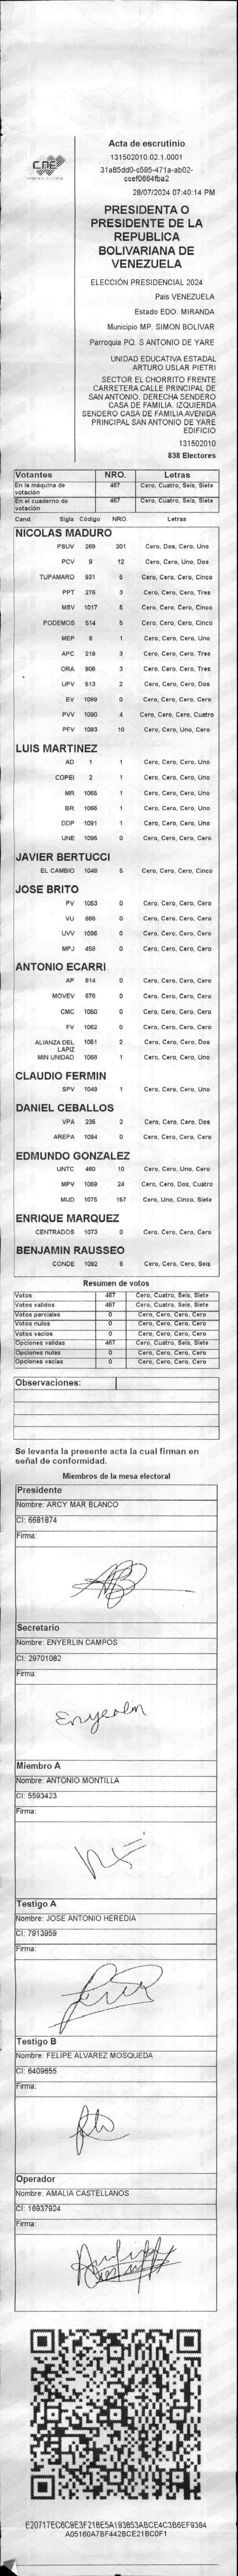 CNE
Acta de escrutinio
131502010.02.1.0001
31a85dd0-c595-471a-ab02-
ccef0664fba2
28/07/2024 07:40:14 PM
PRESIDENTA O
PRESIDENTE DE LA
REPUBLICA
BOLIVARIANA DE
VENEZUELA
ELECCIÓN PRESIDENCIAL 2024
Pais VENEZUELA
Estado EDO. MIRANDA
Municipio MP. SIMON BOLIVAR
Parroquia PQ. S ANTONIO DE YARE
UNIDAD EDUCATIVA ESTADAL
ARTURO USLAR PIETRI
SECTOR EL CHORRITO FRENTE
CARRETERA CALLE PRINCIPAL DE
SAN ANTONIO. DERECHA SENDERO
CASA DE FAMILIA. IZQUIERDA
SENDERO CASA DE FAMILIA AVENIDA
PRINCIPAL SAN ANTONIO DE YARE
EDIFICIO
131502010
838 Electores
Votantes NRO. Letras
En la máquina de votación 467 Cero, Cuatro, Seis, Siete
En el cuaderno de votación 467 Cero, Cuatro, Seis, Siete
Cand. Sigla Código NRO. Letras
NICOLAS MADURO
PSUV 269 201 Cero, Dos, Cero, Uno
PCV 9 12 Cero, Cero, Uno, Dos
TUPAMARO 931 5 Cero, Cero, Cero, Cinco
PPT 276 3 Cero, Cero, Cero, Tres
MSV 1017 5 Cero, Cero, Cero, Cinco
PODEMOS 514 5 Cero, Cero, Cero, Cinco
MEP 6 1 Cero, Cero, Cero, Uno
APC 219 3 Cero, Cero, Cero, Tres
ORA 906 3 Cero, Cero, Cero, Tres
UPV 513 2 Cero, Cero, Cero, Dos
EV 1089 0 Cero, Cero, Cero, Cero
PVV 1090 4 Cero, Cero, Cero, Cuatro
PFV 1093 10 Cero, Cero, Uno, Cero
LUIS MARTINEZ
AD 1 1 Cero, Cero, Cero, Uno
COPEI 2 1 Cero, Cero, Cero, Uno
MR 1065 1 Cero, Cero, Cero, Uno
BR 1066 1 Cero, Cero, Cero, Uno
DDP 1091 1 Cero, Cero, Cero, Uno
UNE 1095 0 Cero, Cero, Cero, Cero
JAVIER BERTUCCI
EL CAMBIO 1048 5 Cero, Cero, Cero, Cinco
JOSE BRITO
PV 1053 0 Cero, Cero, Cero, Cero
VU 888 0 Cero, Cero, Cero, Cero
UVV 1096 0 Cero, Cero, Cero, Cero
MPJ 458 0 Cero, Cero, Cero, Cero
ANTONIO ECARRI
AP 814 0 Cero, Cero, Cero, Cero
MOVEV 878 0 Cero, Cero, Cero, Cero
CMC 1050 0 Cero, Cero, Cero, Cero
FV 1062 0 Cero, Cero, Cero, Cero
ALIANZA DEL LAPIZ 1051 2 Cero, Cero, Cero, Dos
MIN UNIDAD 1068 1 Cero, Cero, Cero, Uno
CLAUDIO FERMIN
SPV 1049 1 Cero, Cero, Cero, Uno
DANIEL CEBALLOS
VPA 236 2 Cero, Cero, Cero, Dos
AREPA 1094 0 Cero, Cero, Cero, Cero
EDMUNDO GONZALEZ
UNTC 460 10 Cero, Cero, Uno, Cero
MPV 1069 24 Cero, Cero, Dos, Cuatro
MUD 1075 157 Cero, Uno, Cinco, Siete
ENRIQUE MARQUEZ
CENTRADOS 1073 0 Cero, Cero, Cero, Cero
BENJAMIN RAUSSEO
CONDE 1092 6 Cero, Cero, Cero, Seis
Resumen de votos
Votos 467 Cero, Cuatro, Seis, Siete
Votos validos 467 Cero, Cuatro, Seis, Siete
Votos parciales 0 Cero, Cero, Cero, Cero
Votos nulos 0 Cero, Cero, Cero, Cero
Votos vacios 0 Cero, Cero, Cero, Cero
Opciones validas 467 Cero, Cuatro, Seis, Siete
Opciones nulas 0 Cero, Cero, Cero, Cero
Opciones vacias 0 Cero, Cero, Cero, Cero
Observaciones:
Se levanta la presente acta la cual firman en
señal de conformidad.
Miembros de la mesa electoral
Presidente
Nombre: ARCY MAR BLANCO
CI: 6681874
Firma:
Secretario
Nombre: ENYERLIN CAMPOS
CI: 29701082
Firma:
Enyerlin
Miembro A
Nombre: ANTONIO MONTILLA
CI: 5593423
Firma:
Testigo A
Nombre: JOSE ANTONIO HEREDIA
CI: 7913959
Firma:
Testigo B
Nombre: FELIPE ALVAREZ MOSQUEDA
CI: 6409655
Firma:
Operador
Nombre: AMALIA CASTELLANOS
CI: 16937924
Firma:
E20717EC6C9E3F218E5A193853ABCE4C3B6EF9384
A05160A7BF442BCE21BC0F1